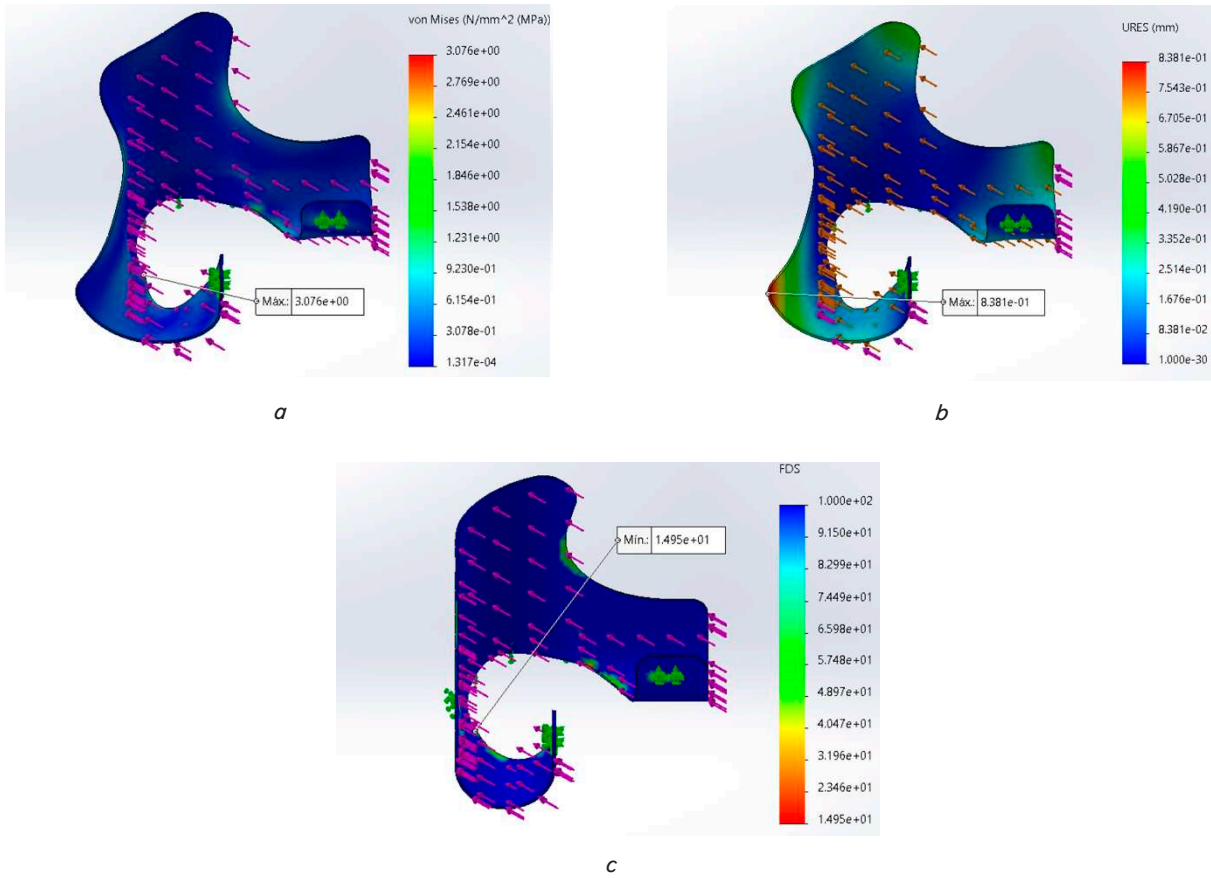 von Mises (N/mm^2 (MPa))
3.076e+00
2.769e+00
2.461e+00
2.154e+00
1.846e+00
1.538e+00
1.231e+00
9.230e-01
6.154e-01
3.078e-01
1.317e-04
Máx.: 3.076e+00
a
URES (mm)
8.381e-01
7.543e-01
6.705e-01
5.867e-01
5.028e-01
4.190e-01
3.352e-01
2.514e-01
1.676e-01
8.381e-02
1.000e-30
Máx.: 8.381e-01
b
FDS
1.000e+02
9.150e+01
8.299e+01
7.449e+01
6.598e+01
5.748e+01
4.897e+01
4.047e+01
3.196e+01
2.346e+01
1.495e+01
Mín.: 1.495e+01
c